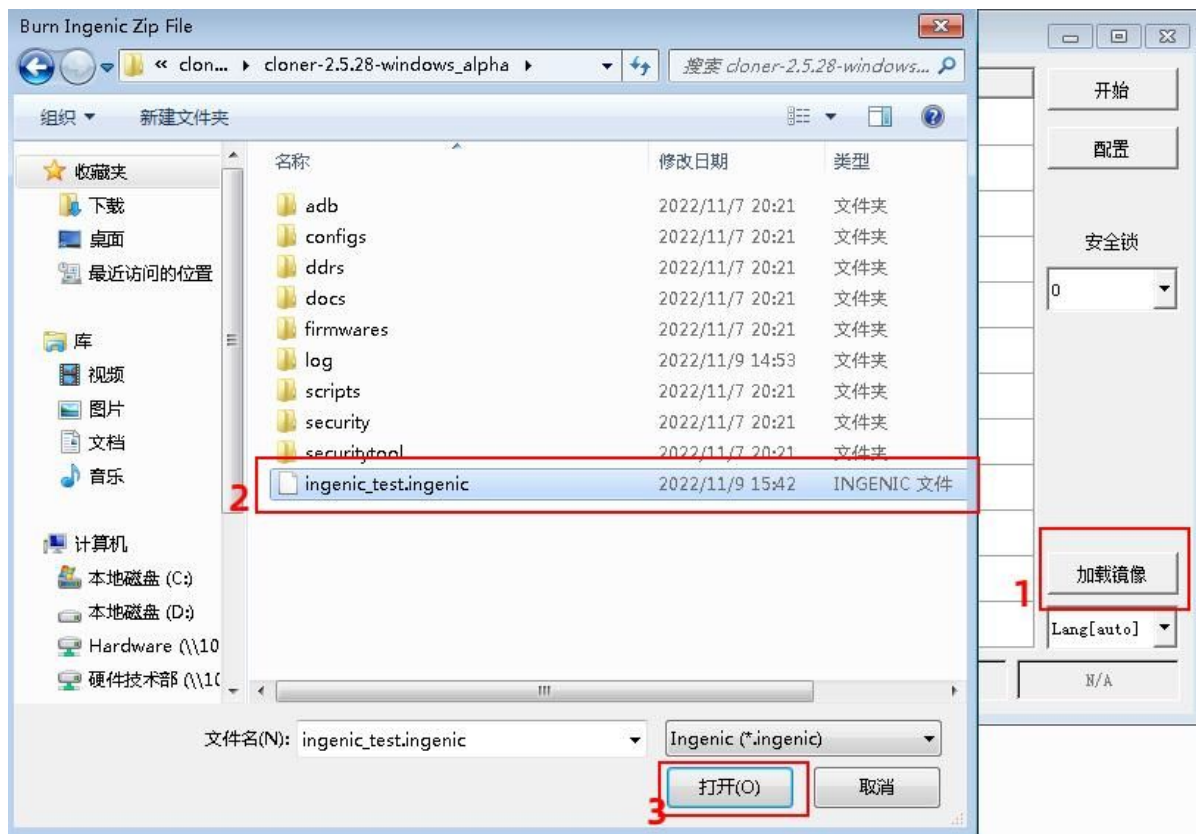 Burn Ingenic Zip File
« clon... ▸ cloner-2.5.28-windows_alpha ▸
搜索 cloner-2.5.28-windows...
组织 新建文件夹
名称 修改日期 类型
收藏夹
下载
桌面
最近访问的位置
库
视频
图片
文档
音乐
计算机
本地磁盘 (C:)
本地磁盘 (D:)
Hardware (\\10
硬件技术部 (\\10
adb 2022/11/7 20:21 文件夹
configs 2022/11/7 20:21 文件夹
ddrs 2022/11/7 20:21 文件夹
docs 2022/11/7 20:21 文件夹
firmwares 2022/11/7 20:21 文件夹
log 2022/11/9 14:53 文件夹
scripts 2022/11/7 20:21 文件夹
security 2022/11/7 20:21 文件夹
securitytool 2022/11/7 20:21 文件夹
2 ingenic_test.ingenic 2022/11/9 15:42 INGENIC 文件
文件名(N): ingenic_test.ingenic Ingenic (*.ingenic)
3 打开(O) 取消
开始
配置
安全锁
0
1 加载镜像
Lang[auto]
N/A